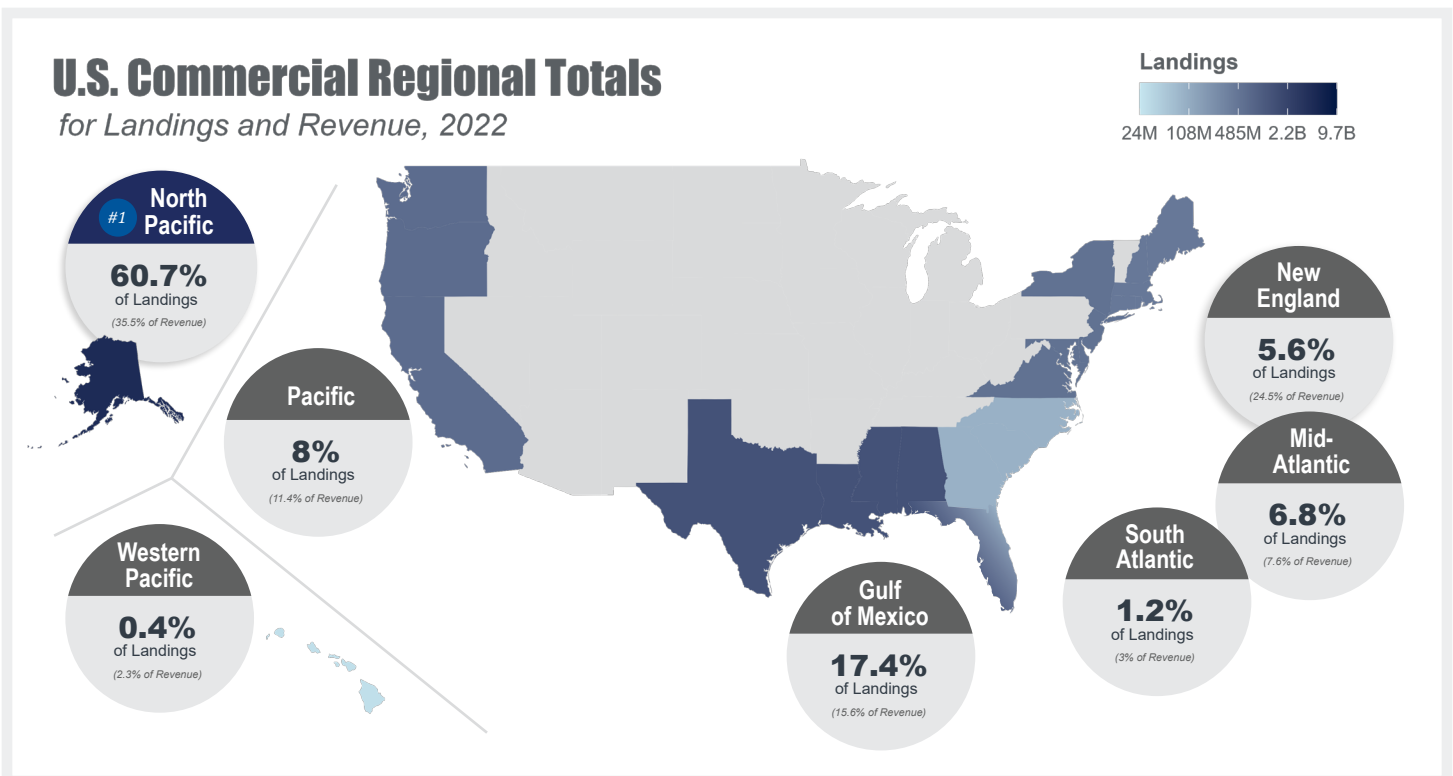 U.S. Commercial Regional Totals
for Landings and Revenue, 2022
Landings
24M 108M 485M 2.2B 9.7B
#1
North
Pacific
60.7%
of Landings
(35.5% of Revenue)
Pacific
8%
of Landings
(11.4% of Revenue)
Western
Pacific
0.4%
of Landings
(2.3% of Revenue)
Gulf
of Mexico
17.4%
of Landings
(15.6% of Revenue)
South
Atlantic
1.2%
of Landings
(3% of Revenue)
Mid-
Atlantic
6.8%
of Landings
(7.6% of Revenue)
New
England
5.6%
of Landings
(24.5% of Revenue)